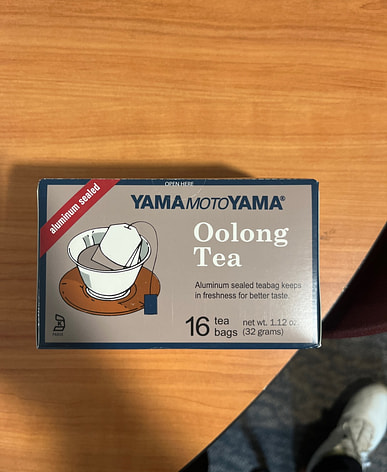 OPEN HERE
aluminum sealed
YAMAMOTOYAMA®
Oolong
Tea
Aluminum sealed teabag keeps
in freshness for better taste.
16 tea bags
net wt. 1.12 oz.
(32 grams)